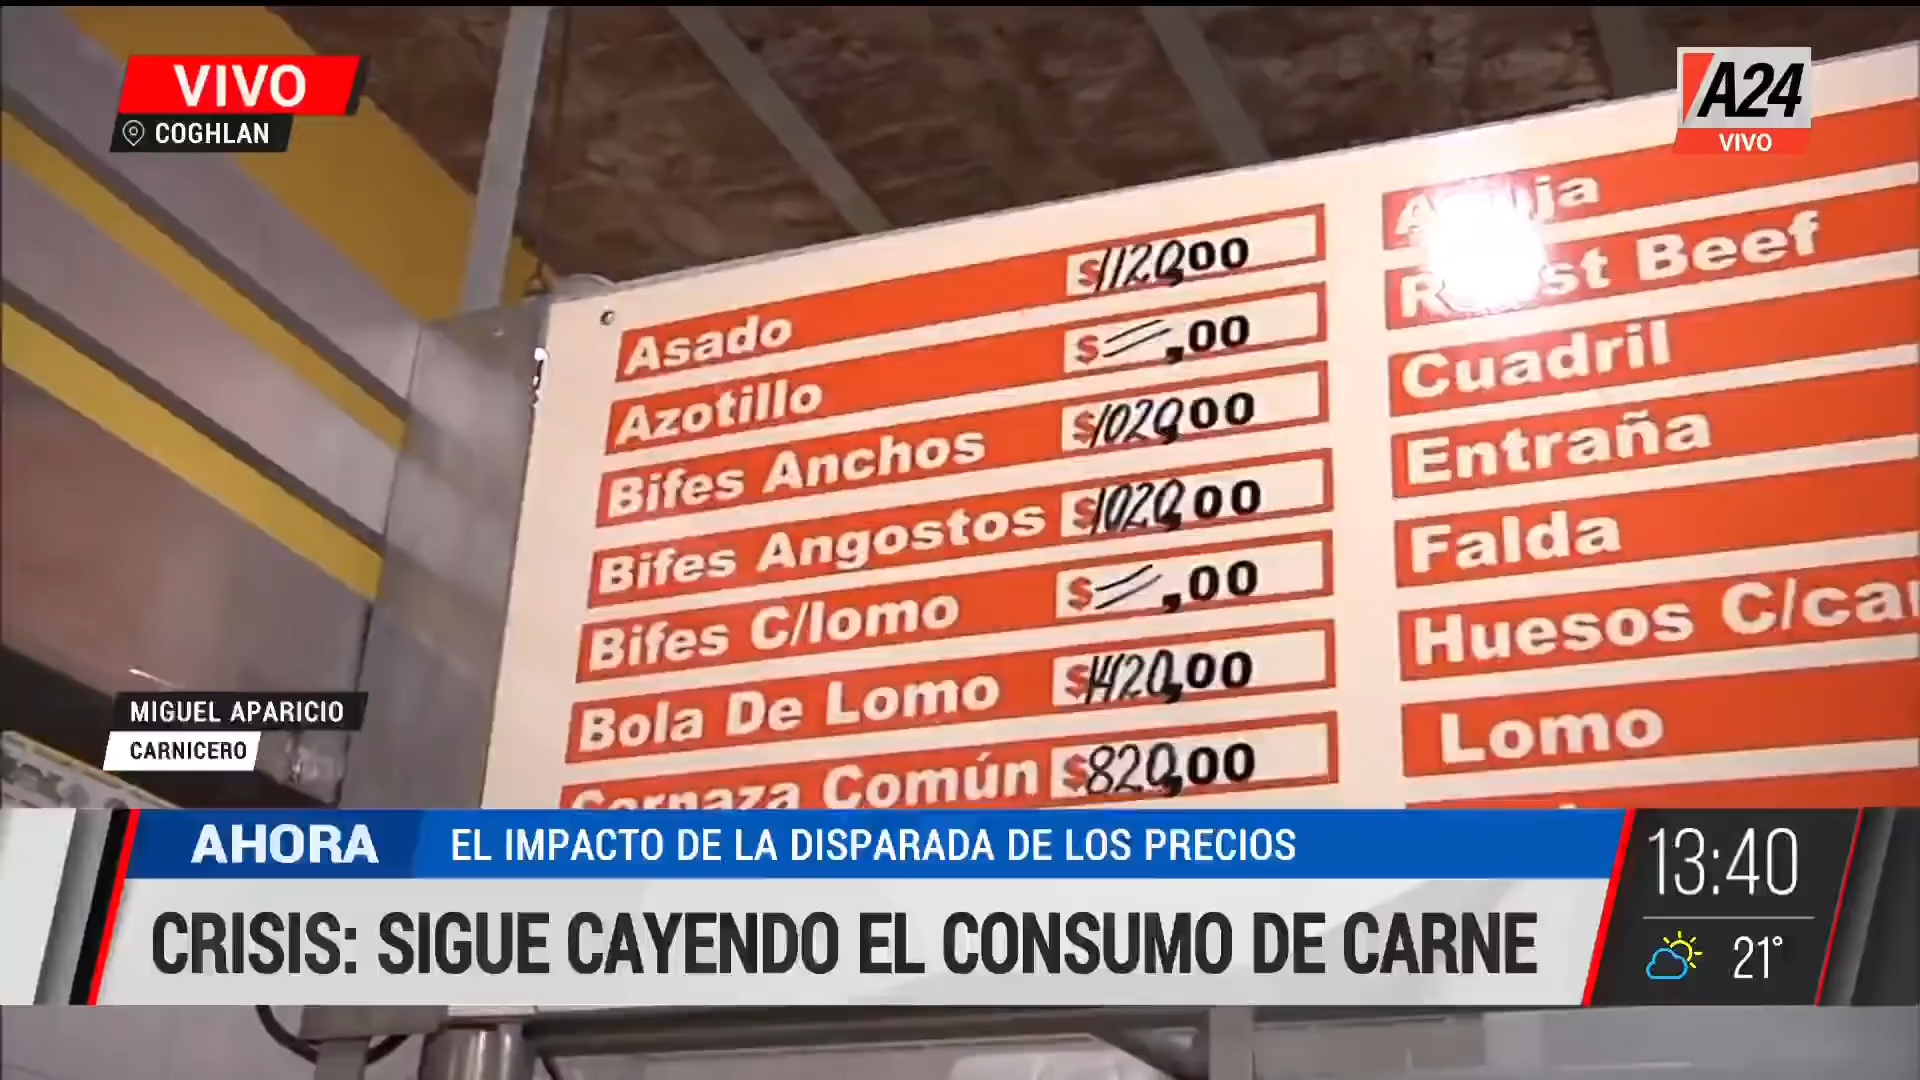 VIVO
COGHLAN
A24
VIVO
Asado $1120,00
Azotillo $ ,00
Bifes Anchos $1020,00
Bifes Angostos $1020,00
Bifes C/lomo $ ,00
Bola De Lomo $1420,00
Común $820,00
Roast Beef
Cuadril
Entraña
Falda
Huesos C/car
Lomo
MIGUEL APARICIO
CARNICERO
AHORA EL IMPACTO DE LA DISPARADA DE LOS PRECIOS
CRISIS: SIGUE CAYENDO EL CONSUMO DE CARNE
13:40
21°